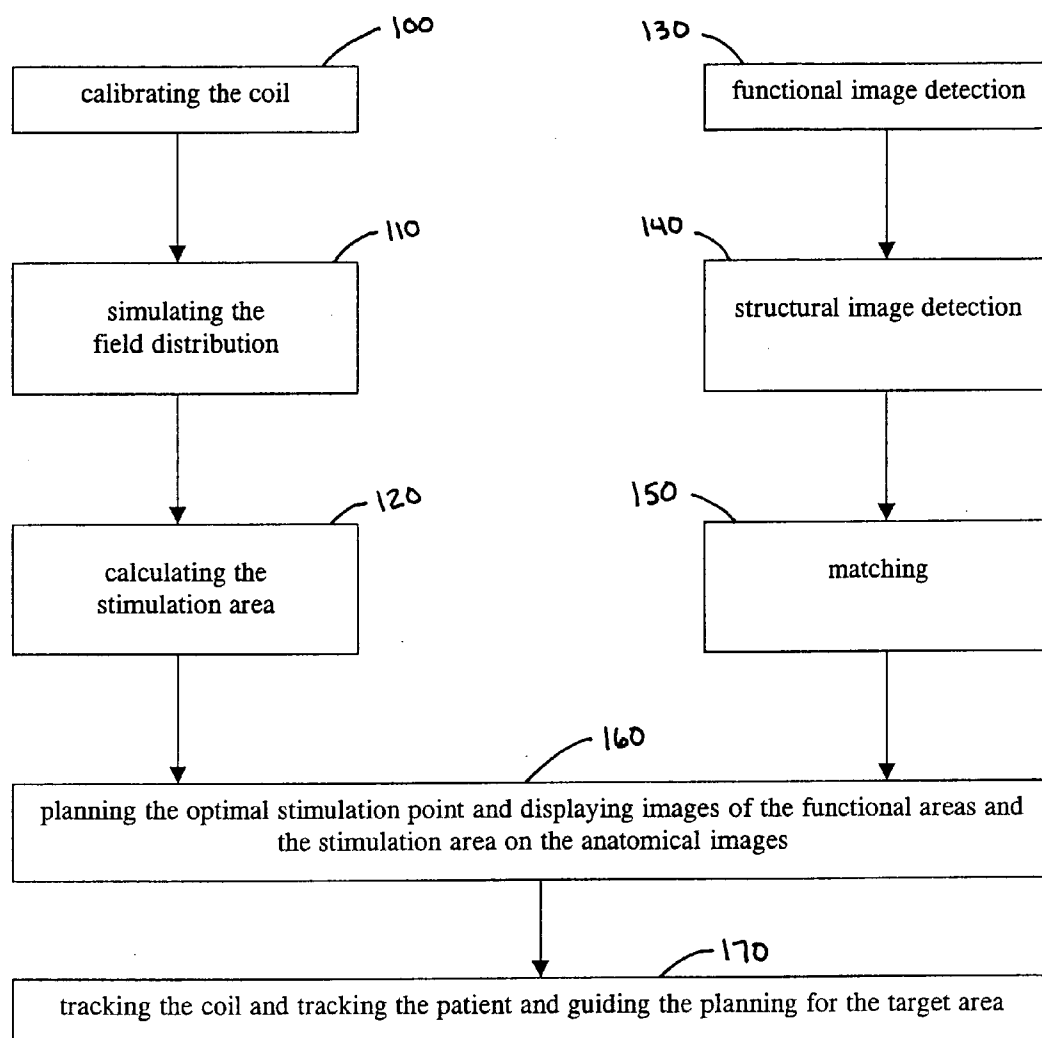 100
calibrating the coil
130
functional image detection
110
simulating the
field distribution
140
structural image detection
120
calculating the
stimulation area
150
matching
160
planning the optimal stimulation point and displaying images of the functional areas and
the stimulation area on the anatomical images
170
tracking the coil and tracking the patient and guiding the planning for the target area